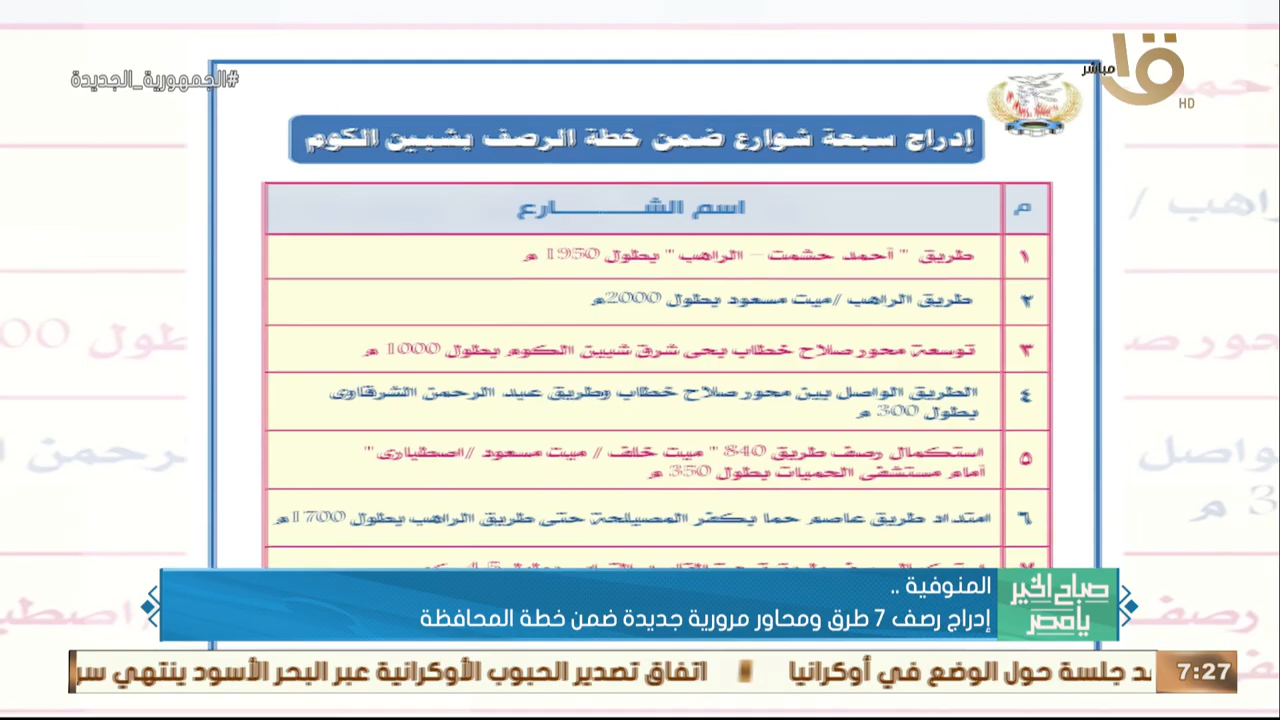 #الجمهورية_الجديدة
مباشر
HD
إدراج سبعة شوارع ضمن خطة الرصف بشبين الكوم
م
اسم الشــــــــارع
١
طريق " أحمد حشمت - الراهب " بطول 1950 م
٢
طريق الراهب /ميت مسعود بطول 2000م
٣
توسعة محور صلاح خطاب بحى شرق شبين الكوم بطول 1000 م
٤
الطريق الواصل بين محور صلاح خطاب وطريق عبد الرحمن الشرقاوى
بطول 300 م
٥
استكمال رصف طريق 840 " ميت خلف / ميت مسعود /اصطبارى"
أمام مستشفى الحميات بطول 350 م
٦
امتداد طريق عاصم حما بكفر المصيلحة حتى طريق الراهب بطول 1700م
صباح الخير
يا مصر
المنوفية ..
إدراج رصف 7 طرق ومحاور مرورية جديدة ضمن خطة المحافظة
7:27
جلسة حول الوضع في أوكرانيا
اتفاق تصدير الحبوب الأوكرانية عبر البحر الأسود ينتهي